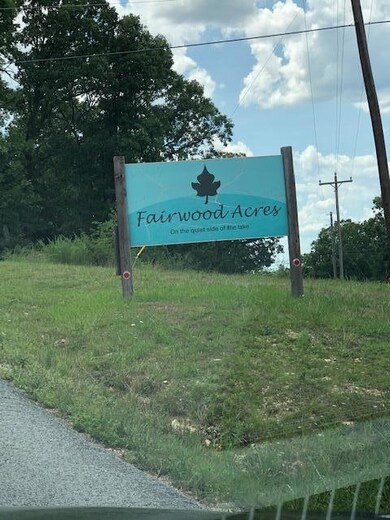 Fairwood Acres
On the quiet side of the lake